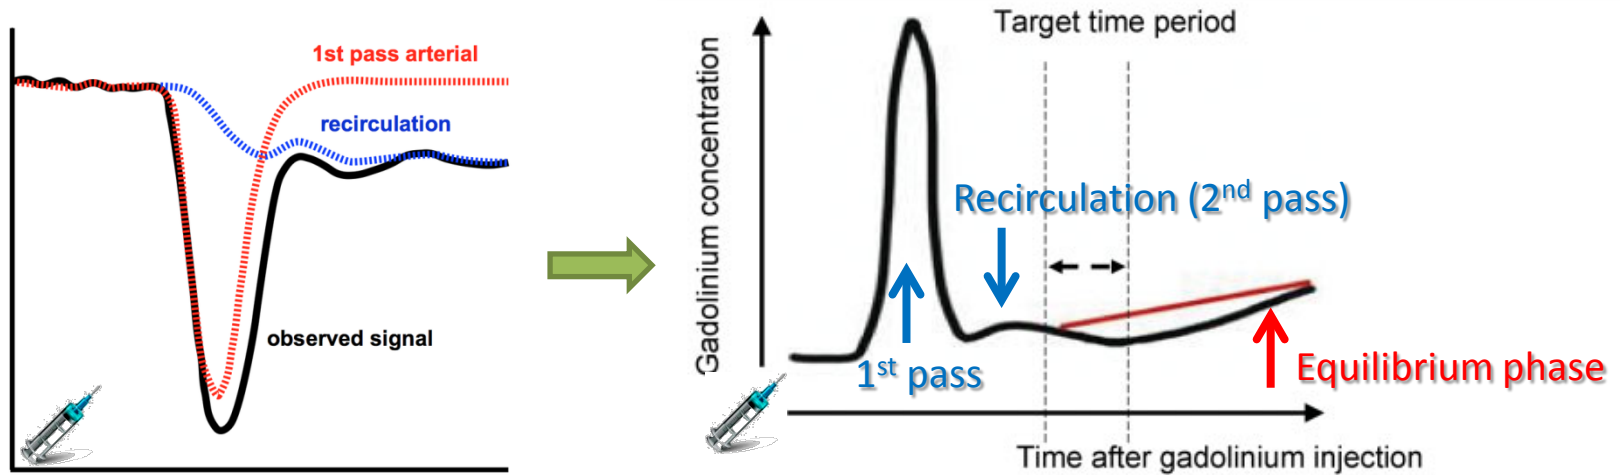 1st pass arterial
recirculation
observed signal
Target time period
Gadolinium concentration
Recirculation (2nd pass)
1st pass
Equilibrium phase
Time after gadolinium injection